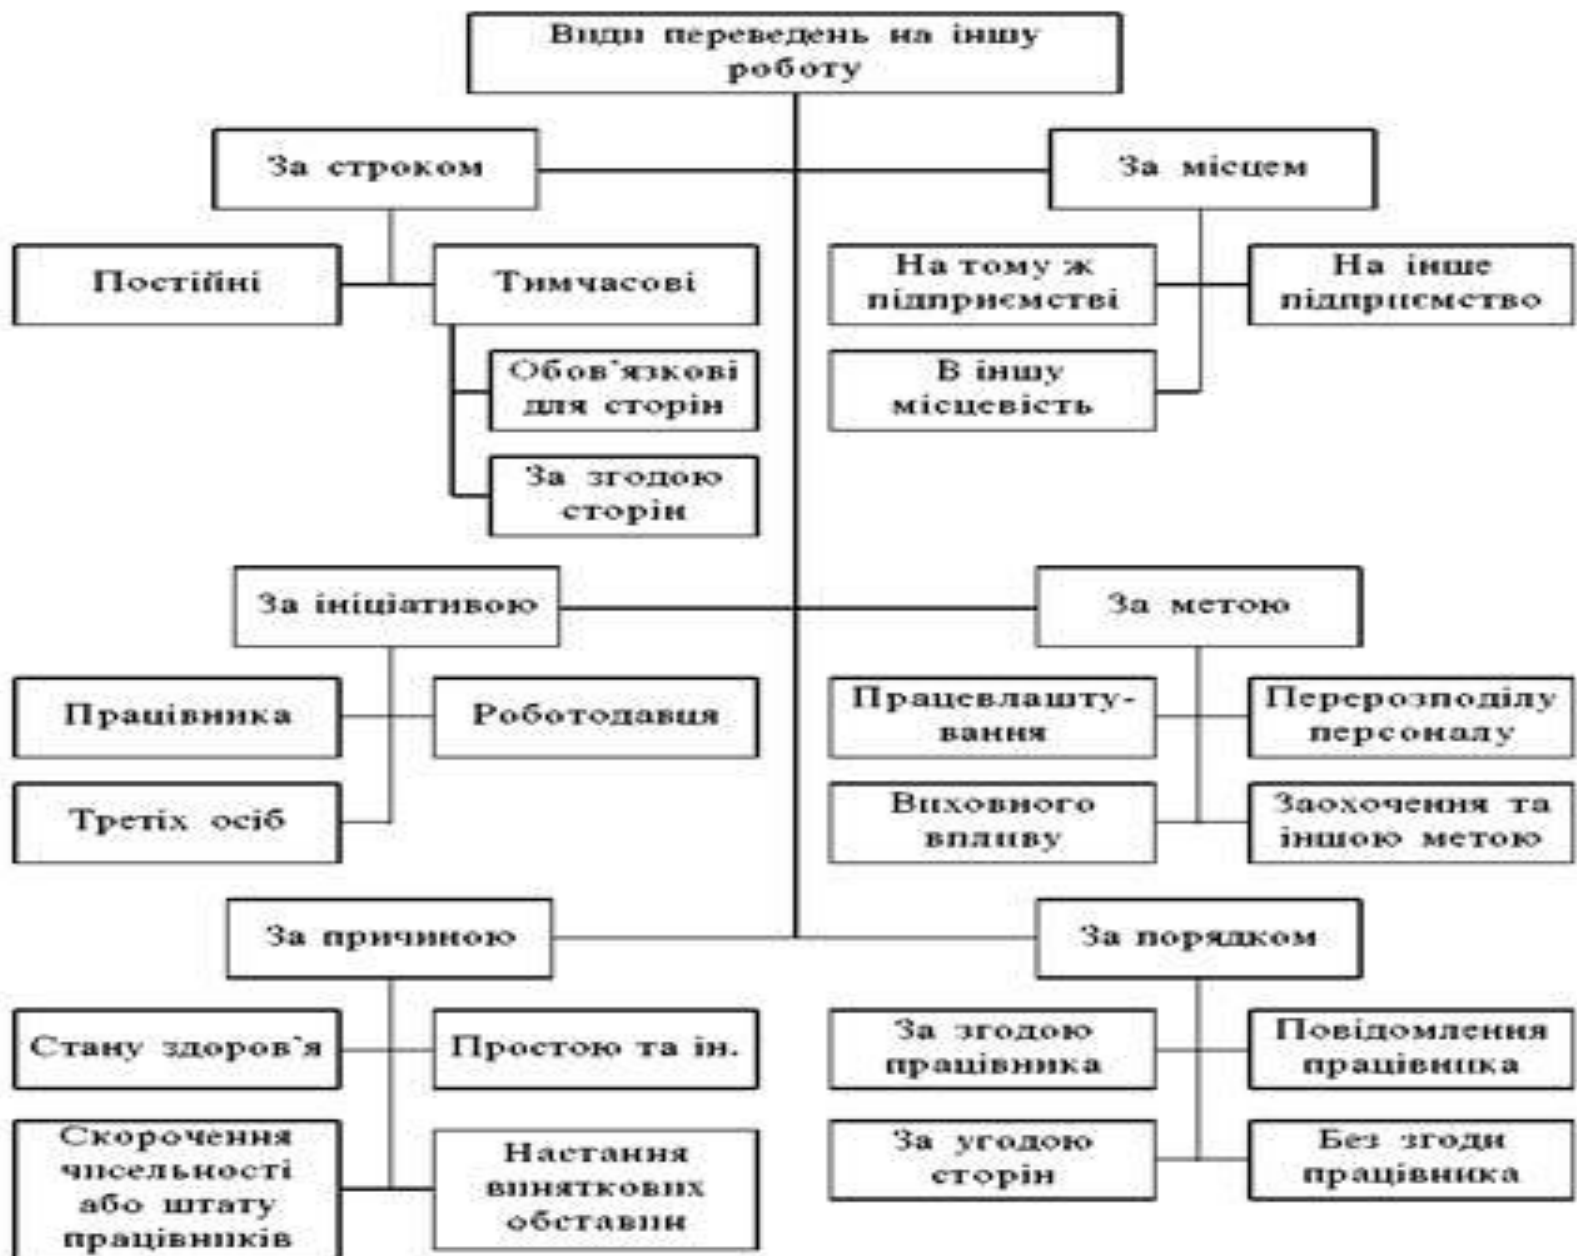 Види переведень на іншу
роботу
За строком
За місцем
Постійні
Тимчасові
На тому ж
підприємстві
На інше
підприємство
Обов'язкові
для сторін
В іншу
місцевість
За згодою
сторін
За ініціативою
За метою
Працівника
Роботодавця
Працевлашту-
вання
Перерозподілу
персоналу
Третіх осіб
Виховного
впливу
Заохочення та
іншою метою
За причиною
За порядком
Стану здоров'я
Простою та ін.
За згодою
працівника
Повідомлення
працівника
Скорочення
чисельності
або штату
працівників
Настання
виняткових
обставин
За угодою
сторін
Без згоди
працівника